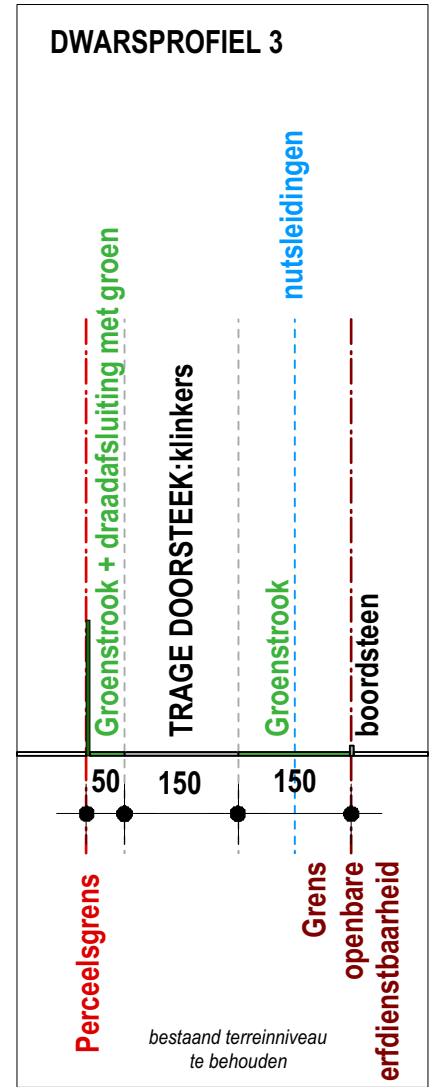 DWARSPROFIEL 3
Groenstrook + draadafsluiting met groen
TRAGE DOORSTEEK:klinkers
nutsleidingen
Groenstrook
boordsteen
50
150
150
Perceelsgrens
Grens
openbare
erfdienstbaarheid
bestaand terreinniveau
te behouden